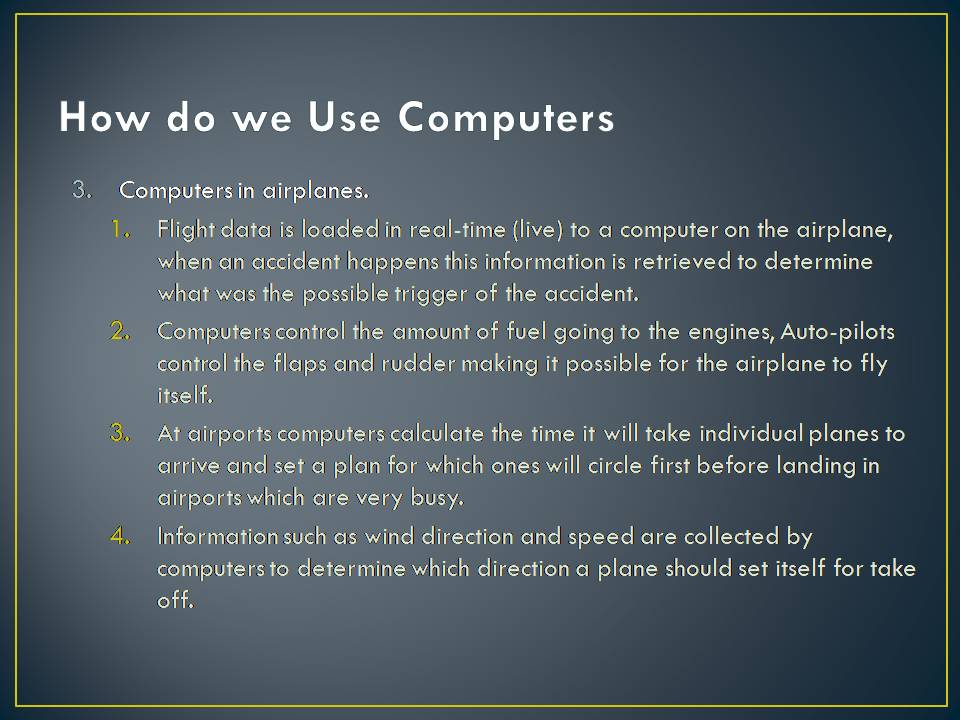 How do we Use Computers
3. Computers in airplanes.
1. Flight data is loaded in real-time (live) to a computer on the airplane,
when an accident happens this information is retrieved to determine
what was the possible trigger of the accident.
2. Computers control the amount of fuel going to the engines, Auto-pilots
control the flaps and rudder making it possible for the airplane to fly
itself.
3. At airports computers calculate the time it will take individual planes to
arrive and set a plan for which ones will circle first before landing in
airports which are very busy.
4. Information such as wind direction and speed are collected by
computers to determine which direction a plane should set itself for take
off.